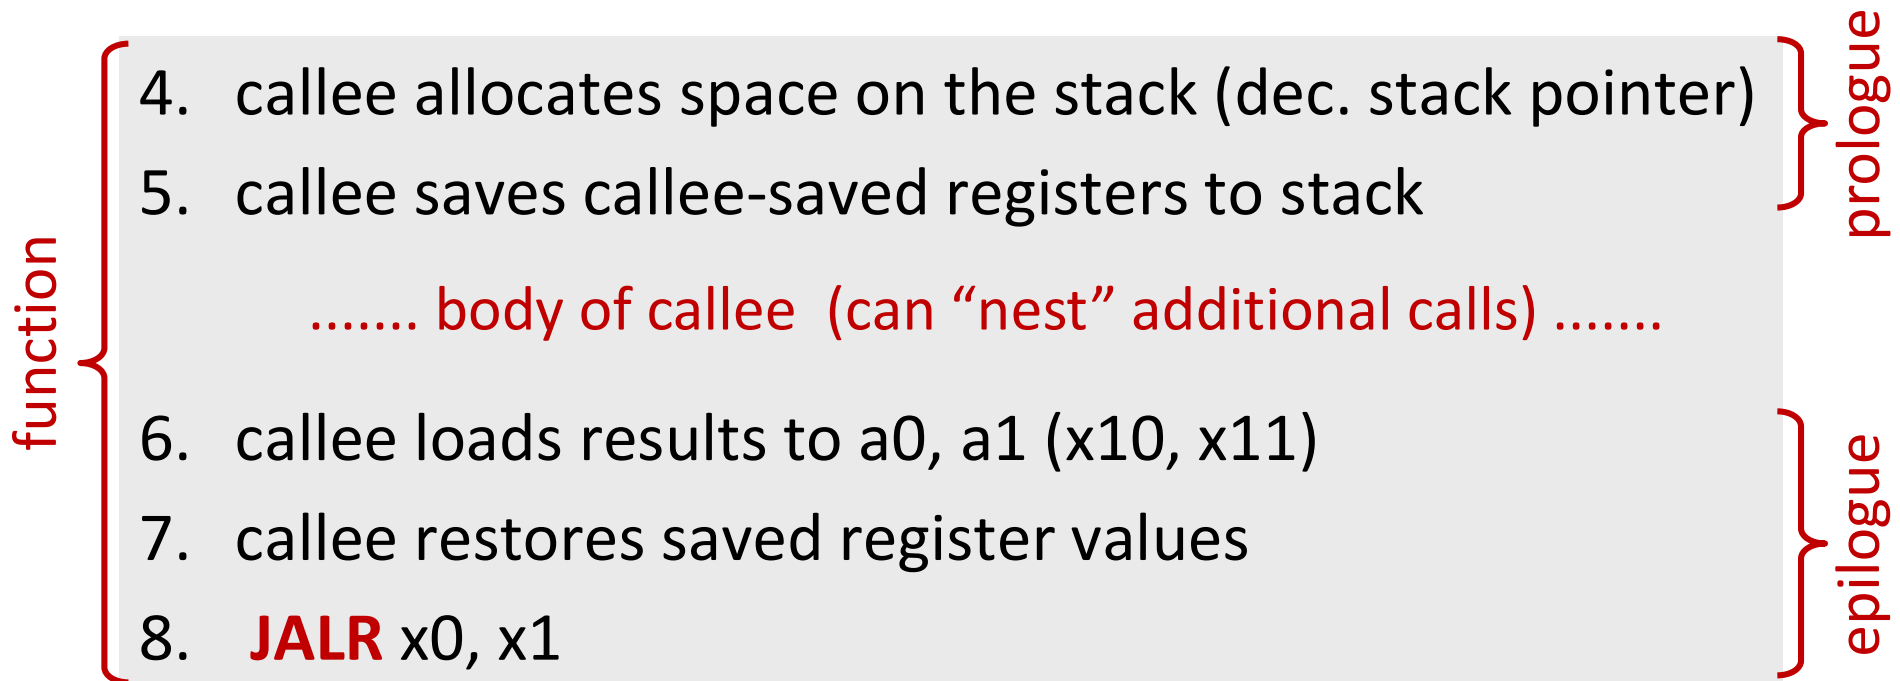 function
4. callee allocates space on the stack (dec. stack pointer)
5. callee saves callee-saved registers to stack
prologue
....... body of callee (can “nest” additional calls) .......
6. callee loads results to a0, a1 (x10, x11)
7. callee restores saved register values
8. JALR x0, x1
epilogue